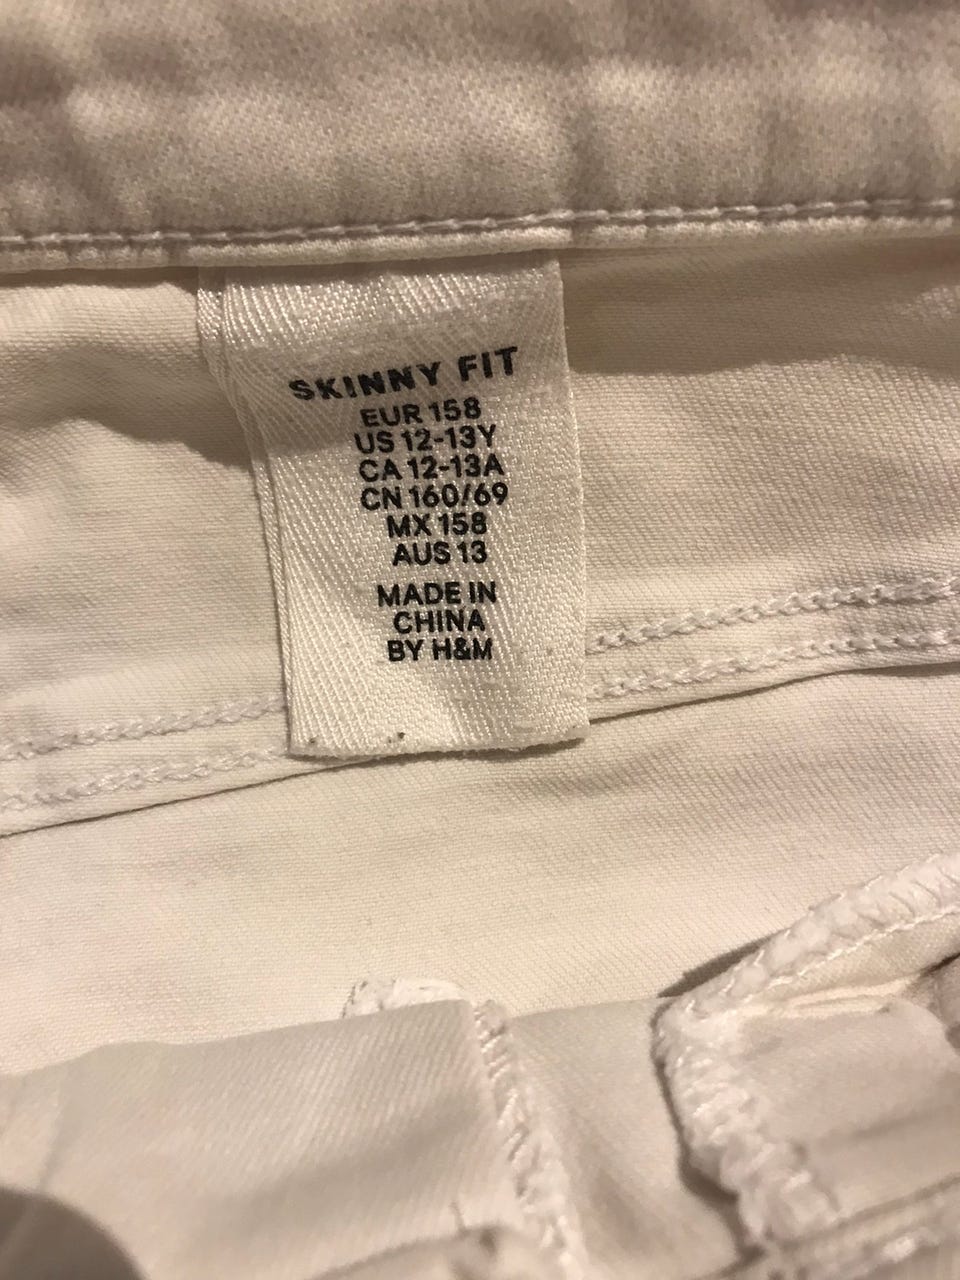 SKINNY FIT
EUR 158
US 12-13Y
CA 12-13A
CN 160/69
MX 158
AUS 13
MADE IN
CHINA
BY H&M